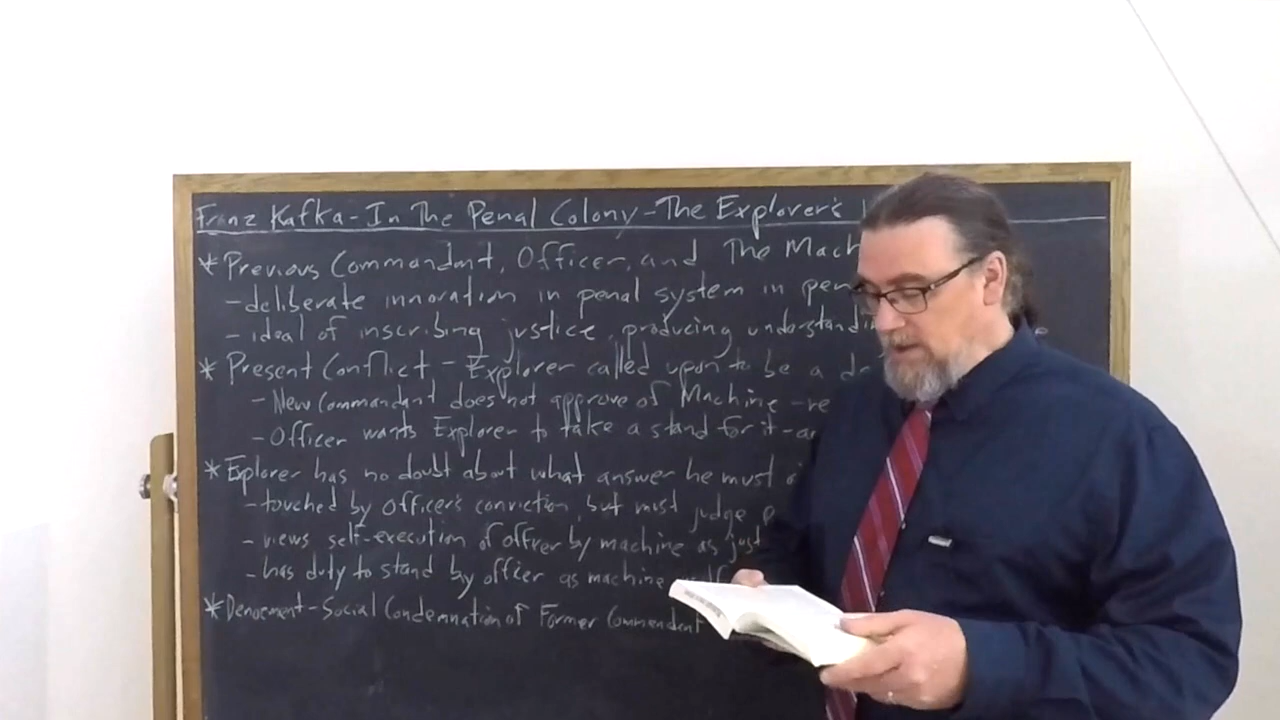 Franz Kafka - In The Penal Colony - The Explorer's
* Previous Commandant, Officer, and The Mach
- deliberate innovation in penal system in pen
- ideal of inscribing justice, producing understandi
* Present Conflict - Explorer called upon to be a de
- New Commandant does not approve of Machine - re
- Officer wants Explorer to take a stand for it - a
* Explorer has no doubt about what answer he must
- touched by officer's conviction, but must judge
- views self-execution of officer by machine as just
- has duty to stand by officer as machine
* Denoement - Social Condemnation of Former Commendent